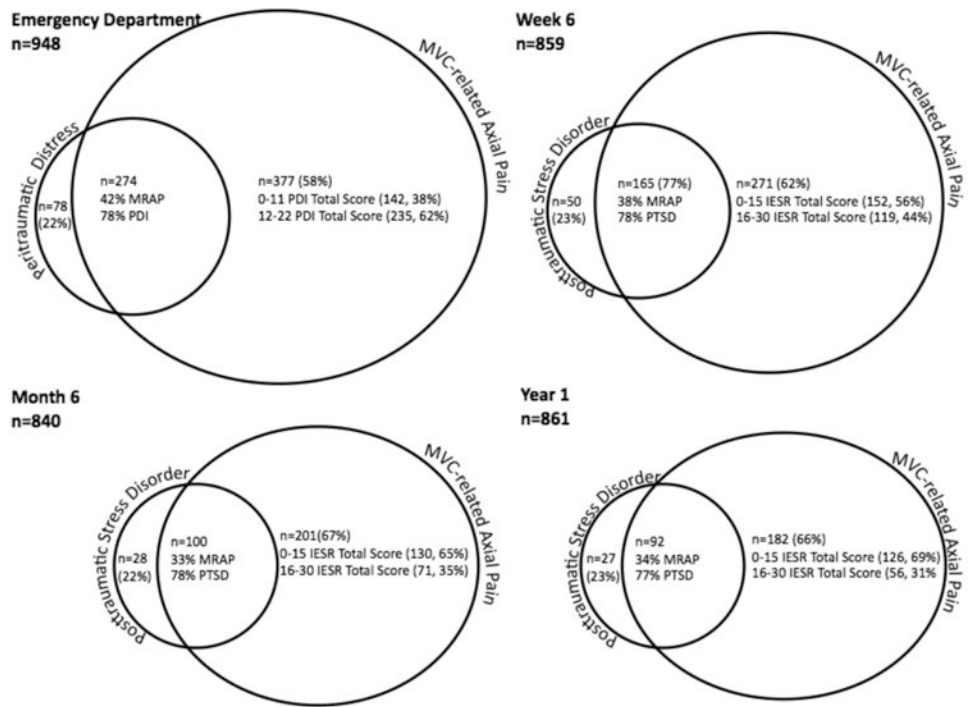 Emergency Department
n=948
Peritraumatic Distress
MVC-related Axial Pain
n=78
(22%)
n=274
42% MRAP
78% PDI
n=377 (58%)
0-11 PDI Total Score (142, 38%)
12-22 PDI Total Score (235, 62%)
Week 6
n=859
Posttraumatic Stress Disorder
MVC-related Axial Pain
n=50
(23%)
n=165 (77%)
38% MRAP
78% PTSD
n=271 (62%)
0-15 IESR Total Score (152, 56%)
16-30 IESR Total Score (119, 44%)
Month 6
n=840
Posttraumatic Stress Disorder
MVC-related Axial Pain
n=28
(22%)
n=100
33% MRAP
78% PTSD
n=201(67%)
0-15 IESR Total Score (130, 65%)
16-30 IESR Total Score (71, 35%)
Year 1
n=861
Posttraumatic Stress Disorder
MVC-related Axial Pain
n=27
(23%)
n=92
34% MRAP
77% PTSD
n=182 (66%)
0-15 IESR Total Score (126, 69%)
16-30 IESR Total Score (56, 31%